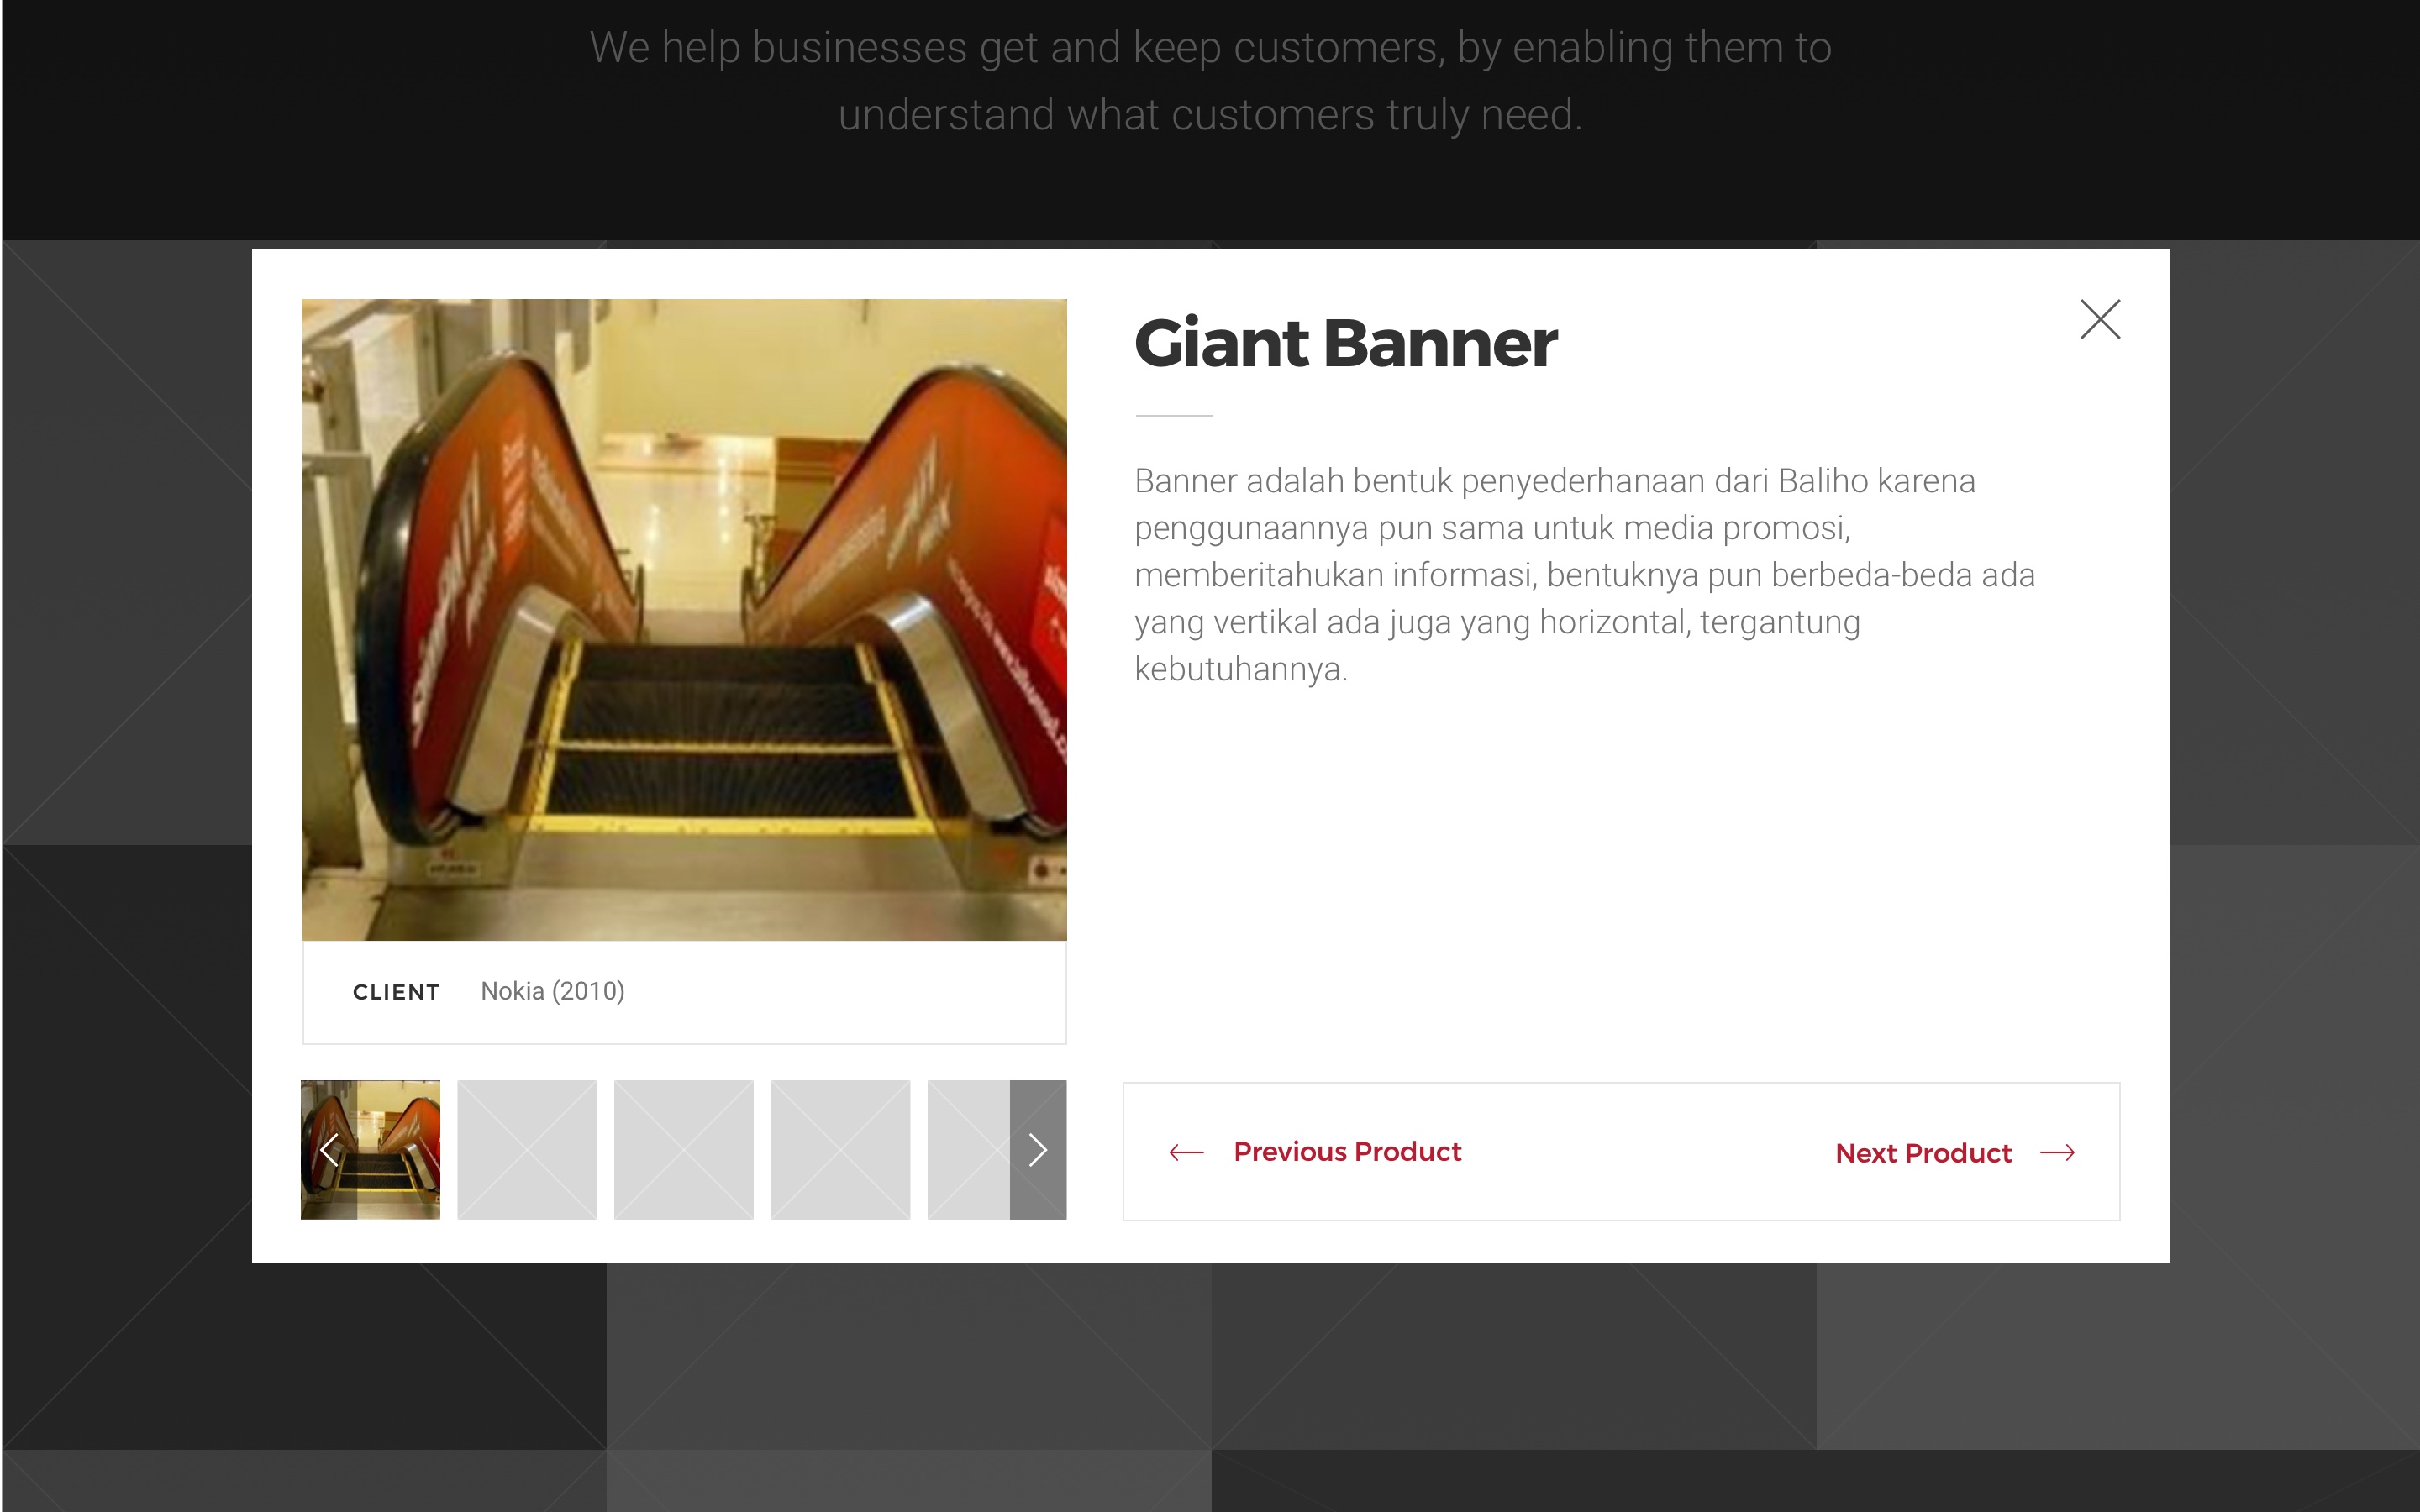 We help businesses get and keep customers, by enabling them to
understand what customers truly need.
Giant Banner
Banner adalah bentuk penyederhanaan dari Baliho karena
penggunaannya pun sama untuk media promosi,
memberitahukan informasi, bentuknya pun berbeda-beda ada
yang vertikal ada juga yang horizontal, tergantung
kebutuhannya.
CLIENT Nokia (2010)
Previous Product
Next Product